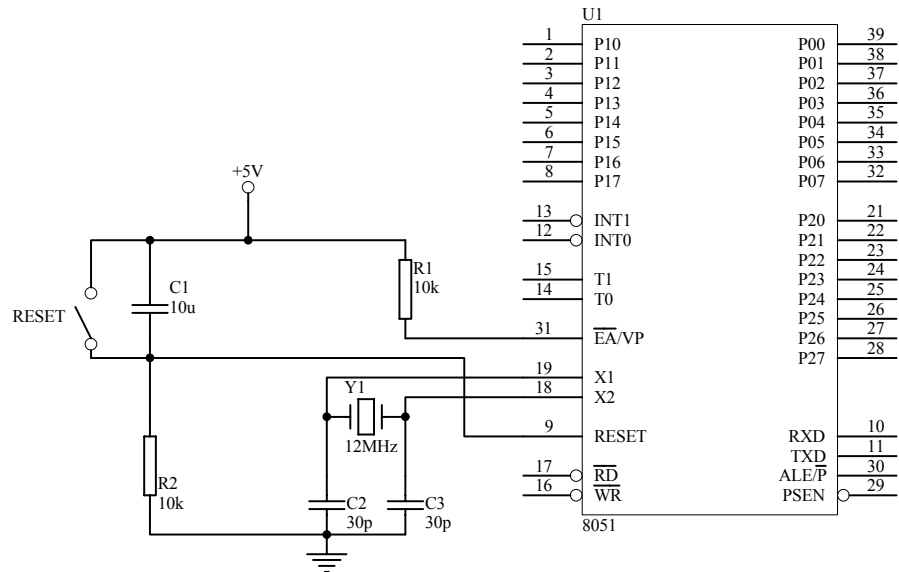 U1
1 P10 P00 39
2 P11 P01 38
3 P12 P02 37
4 P13 P03 36
5 P14 P04 35
6 P15 P05 34
7 P16 P06 33
8 P17 P07 32
+5V
13 INT1 P20 21
12 INT0 P21 22
P22 23
15 T1 P23 24
14 T0 P24 25
P25 26
31 EA/VP P26 27
P27 28
R1
10k
C1
10u
RESET
19 X1
18 X2
Y1
12MHz
9 RESET RXD 10
TXD 11
17 RD ALE/P 30
16 WR PSEN 29
R2
10k
C2
30p
C3
30p
8051